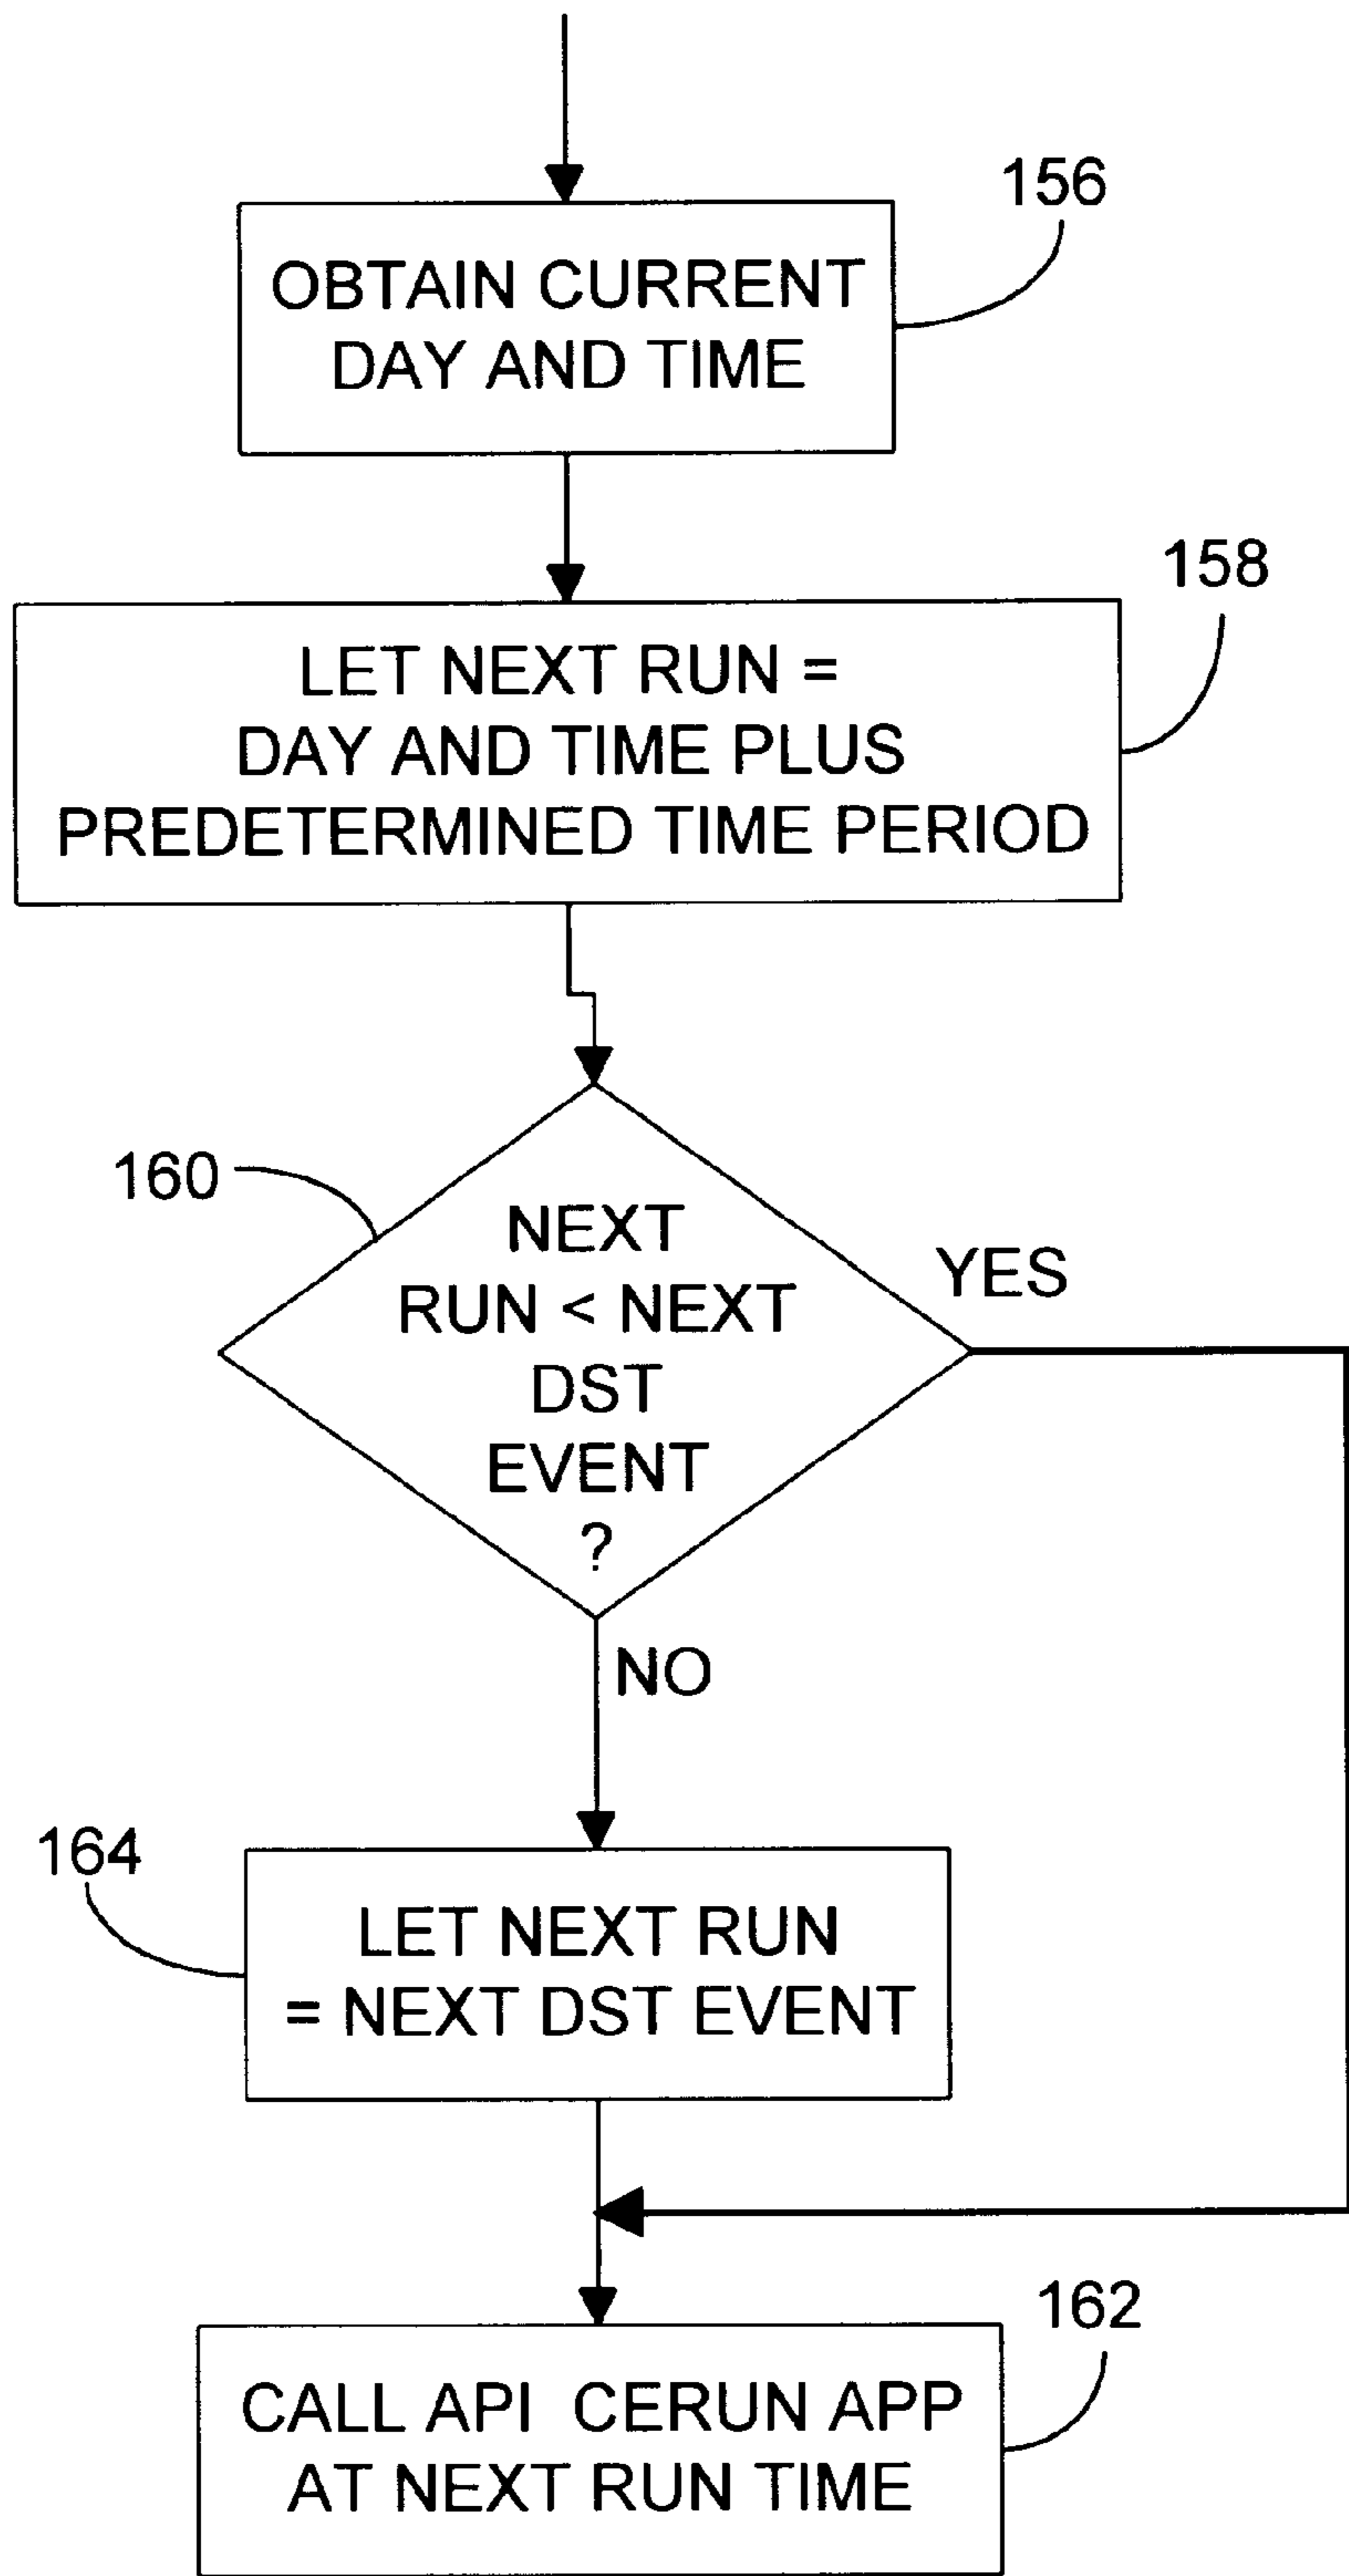 156
OBTAIN CURRENT
DAY AND TIME
158
LET NEXT RUN =
DAY AND TIME PLUS
PREDETERMINED TIME PERIOD
160
NEXT
RUN < NEXT
DST
EVENT
?
YES
NO
164
LET NEXT RUN
= NEXT DST EVENT
162
CALL API CERUN APP
AT NEXT RUN TIME